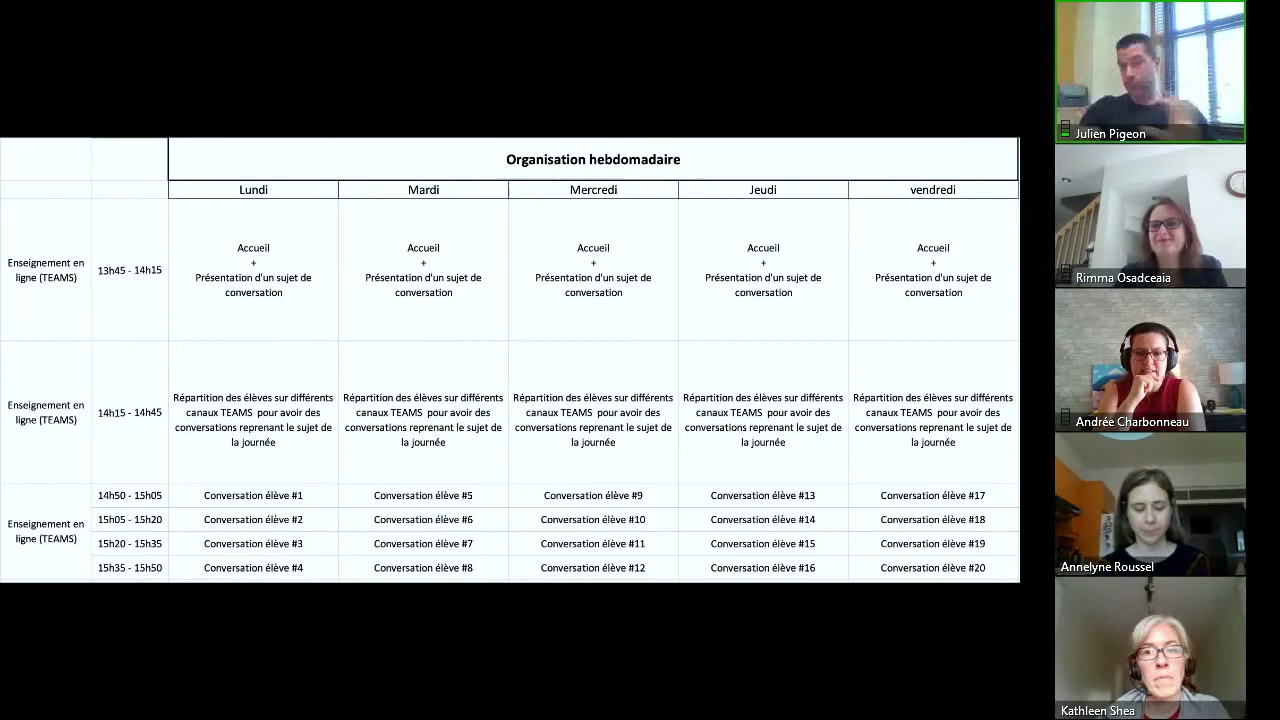 Organisation hebdomadaire
Lundi Mardi Mercredi Jeudi vendredi
Enseignement en
ligne (TEAMS)
13h45 - 14h15
Accueil
+
Présentation d'un sujet de
conversation
Accueil
+
Présentation d'un sujet de
conversation
Accueil
+
Présentation d'un sujet de
conversation
Accueil
+
Présentation d'un sujet de
conversation
Accueil
+
Présentation d'un sujet de
conversation
Enseignement en
ligne (TEAMS)
14h15 - 14h45
Répartition des élèves sur différents
canaux TEAMS pour avoir des
conversations reprenant le sujet de
la journée
Répartition des élèves sur différents
canaux TEAMS pour avoir des
conversations reprenant le sujet de
la journée
Répartition des élèves sur différents
canaux TEAMS pour avoir des
conversations reprenant le sujet de
la journée
Répartition des élèves sur différents
canaux TEAMS pour avoir des
conversations reprenant le sujet de
la journée
Répartition des élèves sur différents
canaux TEAMS pour avoir des
conversations reprenant le sujet de
la journée
Enseignement en
ligne (TEAMS)
14h50 - 15h05 Conversation élève #1 Conversation élève #5 Conversation élève #9 Conversation élève #13 Conversation élève #17
15h05 - 15h20 Conversation élève #2 Conversation élève #6 Conversation élève #10 Conversation élève #14 Conversation élève #18
15h20 - 15h35 Conversation élève #3 Conversation élève #7 Conversation élève #11 Conversation élève #15 Conversation élève #19
15h35 - 15h50 Conversation élève #4 Conversation élève #8 Conversation élève #12 Conversation élève #16 Conversation élève #20
Julien Pigeon
Rimma Osadceaia
Andrée Charbonneau
Annelyne Roussel
Kathleen Shea